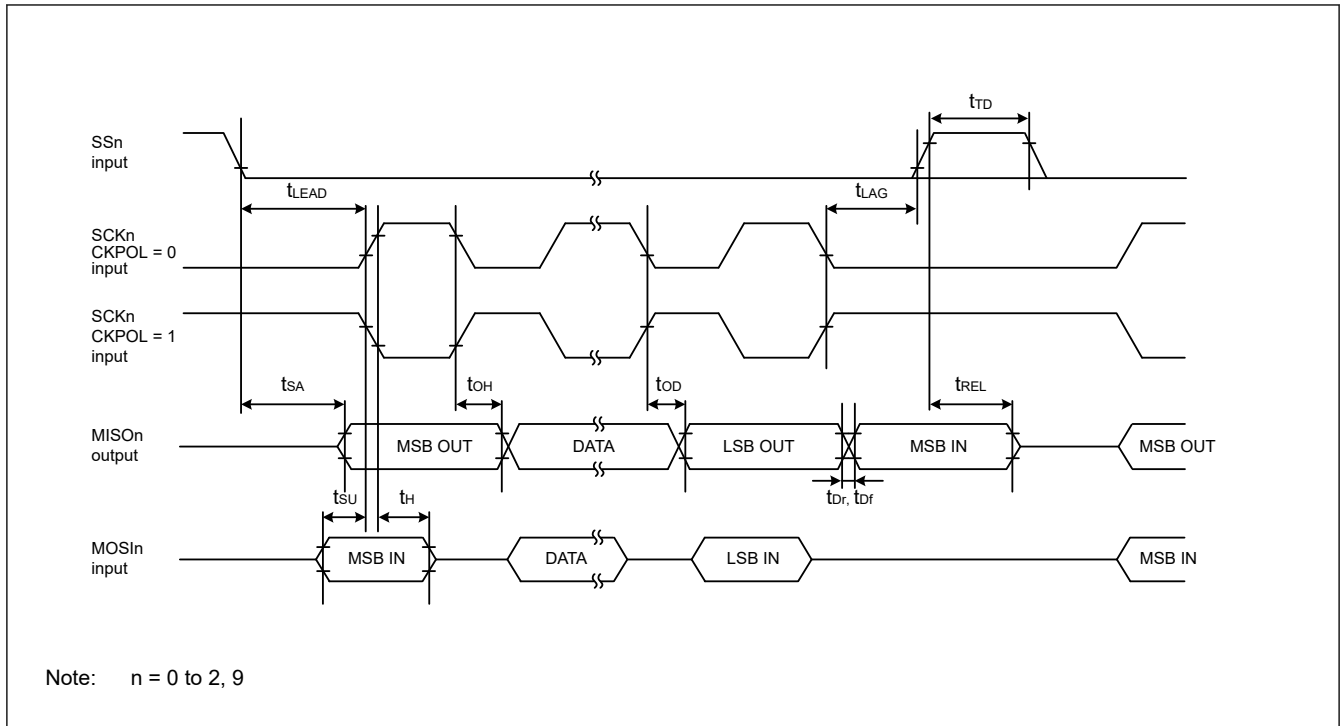 tTD
SSn
input
tLEAD
tLAG
SCKn
CKPOL = 0
input
SCKn
CKPOL = 1
input
tSA
tOH
tOD
tREL
MISOn
output
MSB OUT
DATA
LSB OUT
MSB IN
MSB OUT
tSU
tH
tDr, tDf
MOSIn
input
MSB IN
DATA
LSB IN
MSB IN
Note: n = 0 to 2, 9